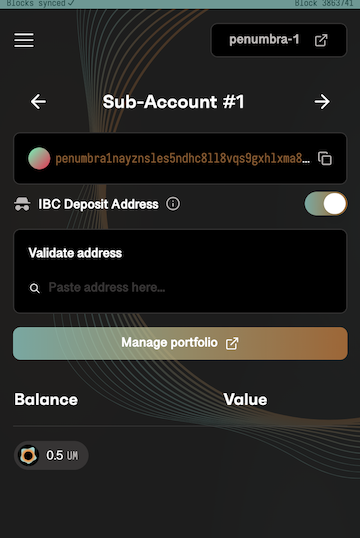 Blocks synced
Block 3863741
penumbra-1
Sub-Account #1
penumbra1nayznsles5ndhc8ll8vqs9gxhlxma8…
IBC Deposit Address
Validate address
Paste address here...
Manage portfolio
Balance
Value
0.5 UM